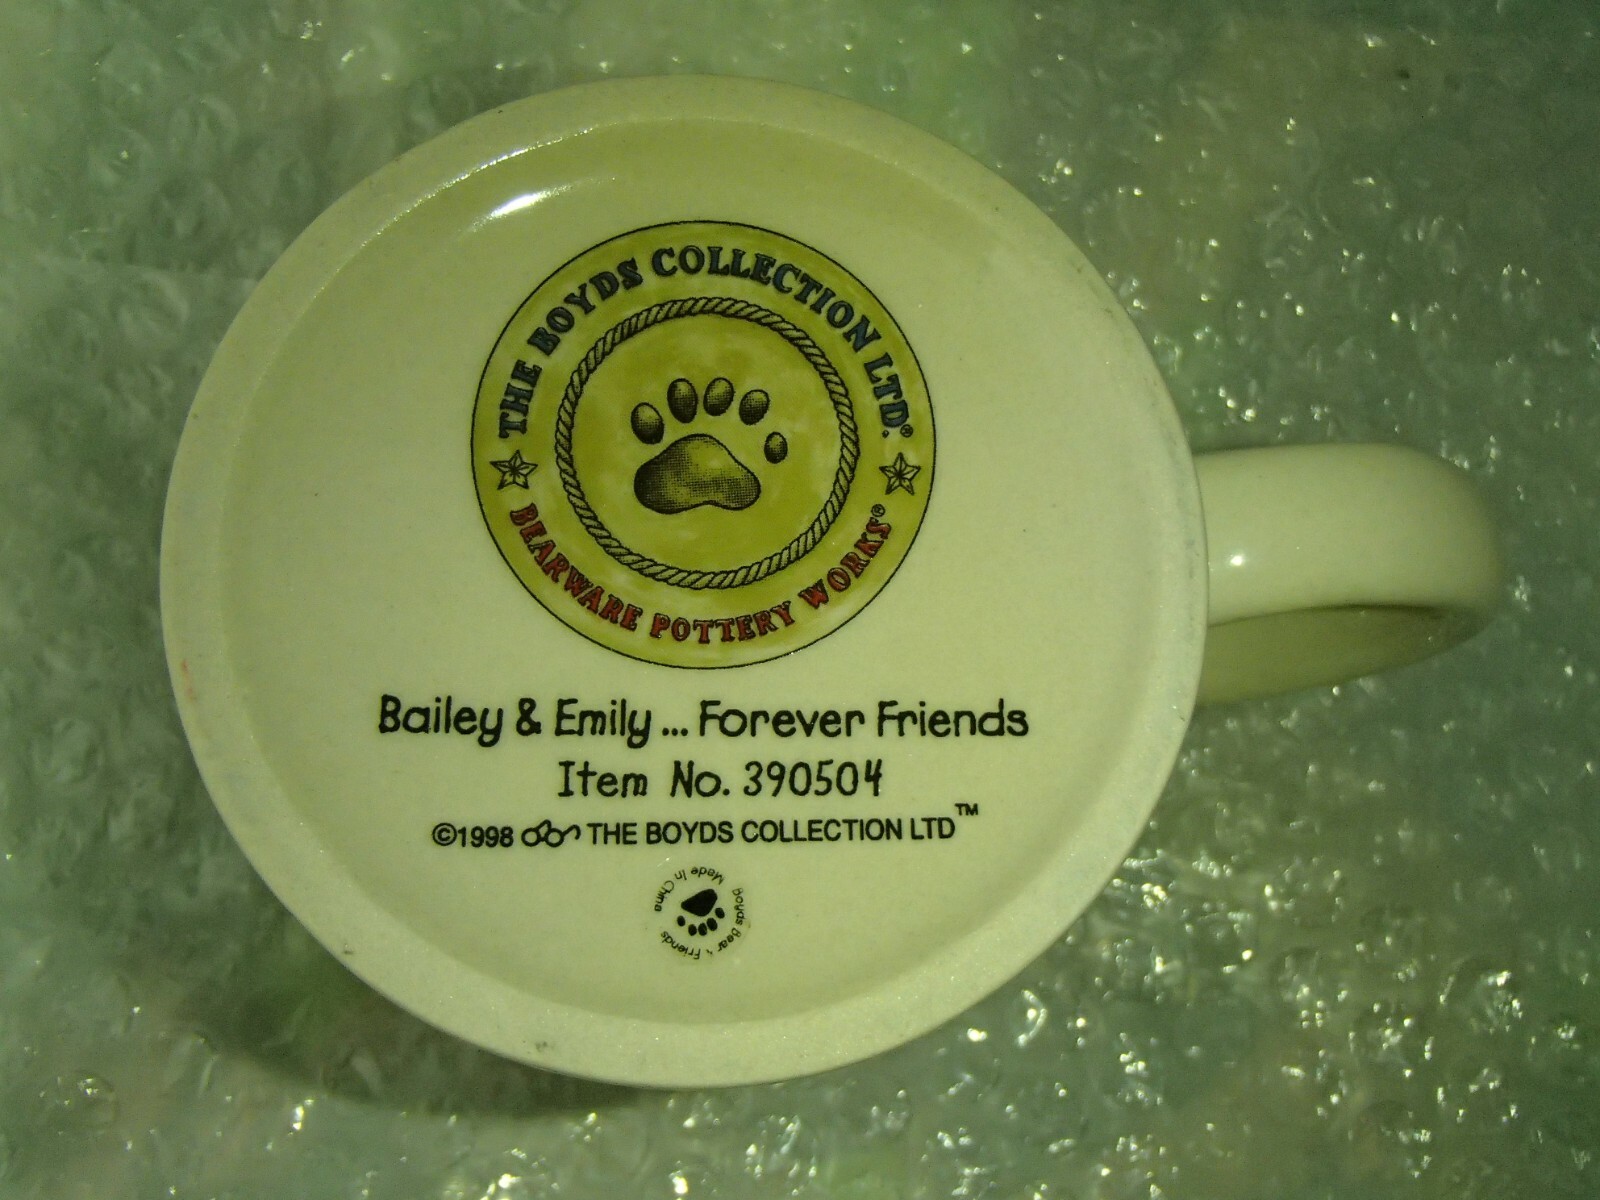 THE BOYDS COLLECTION LTD.®
BEARWARE POTTERY WORKS®
Bailey & Emily ... Forever Friends
Item No. 390504
©1998 THE BOYDS COLLECTION LTD™
Boyds Bear & Friends
Made In China